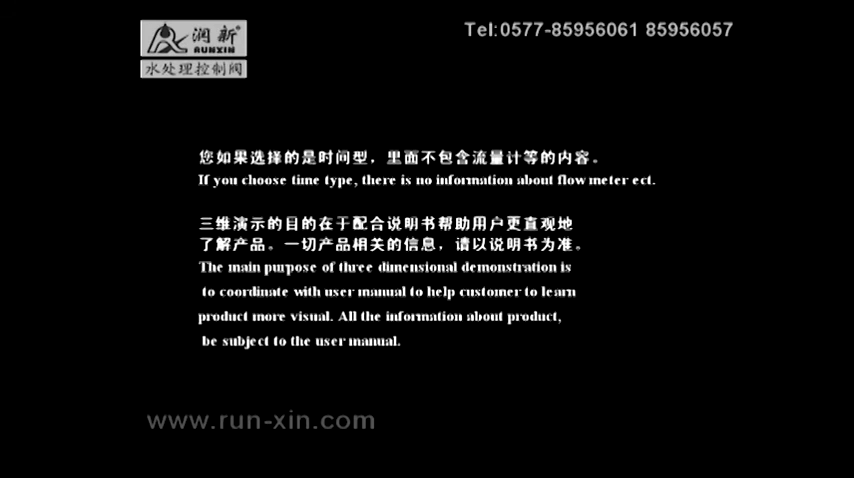 润新®
RUNXIN
水处理控制阀
Tel:0577-85956061 85956057
您如果选择的是时间型，里面不包含流量计等的内容。
If you choose time type, there is no information about flow meter ect.
三维演示的目的在于配合说明书帮助用户更直观地
了解产品。一切产品相关的信息，请以说明书为准。
The main purpose of three dimensional demonstration is
to coordinate with user manual to help customer to learn
product more visual. All the information about product,
be subject to the user manual.
www.run-xin.com